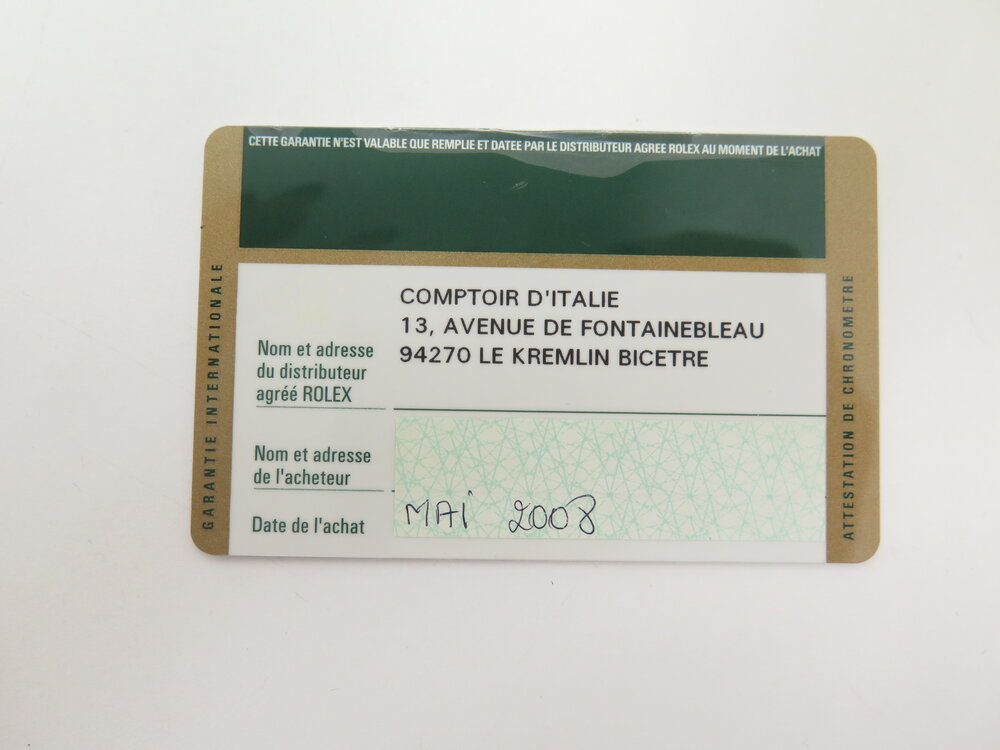 CETTE GARANTIE N'EST VALABLE QUE REMPLIE ET DATEE PAR LE DISTRIBUTEUR AGREE ROLEX AU MOMENT DE L'ACHAT
GARANTIE INTERNATIONALE
COMPTOIR D'ITALIE
13, AVENUE DE FONTAINEBLEAU
94270 LE KREMLIN BICETRE
Nom et adresse
du distributeur
agréé ROLEX
Nom et adresse
de l'acheteur
Date de l'achat
MAi 2008
ATTESTATION DE CHRONOMETRE